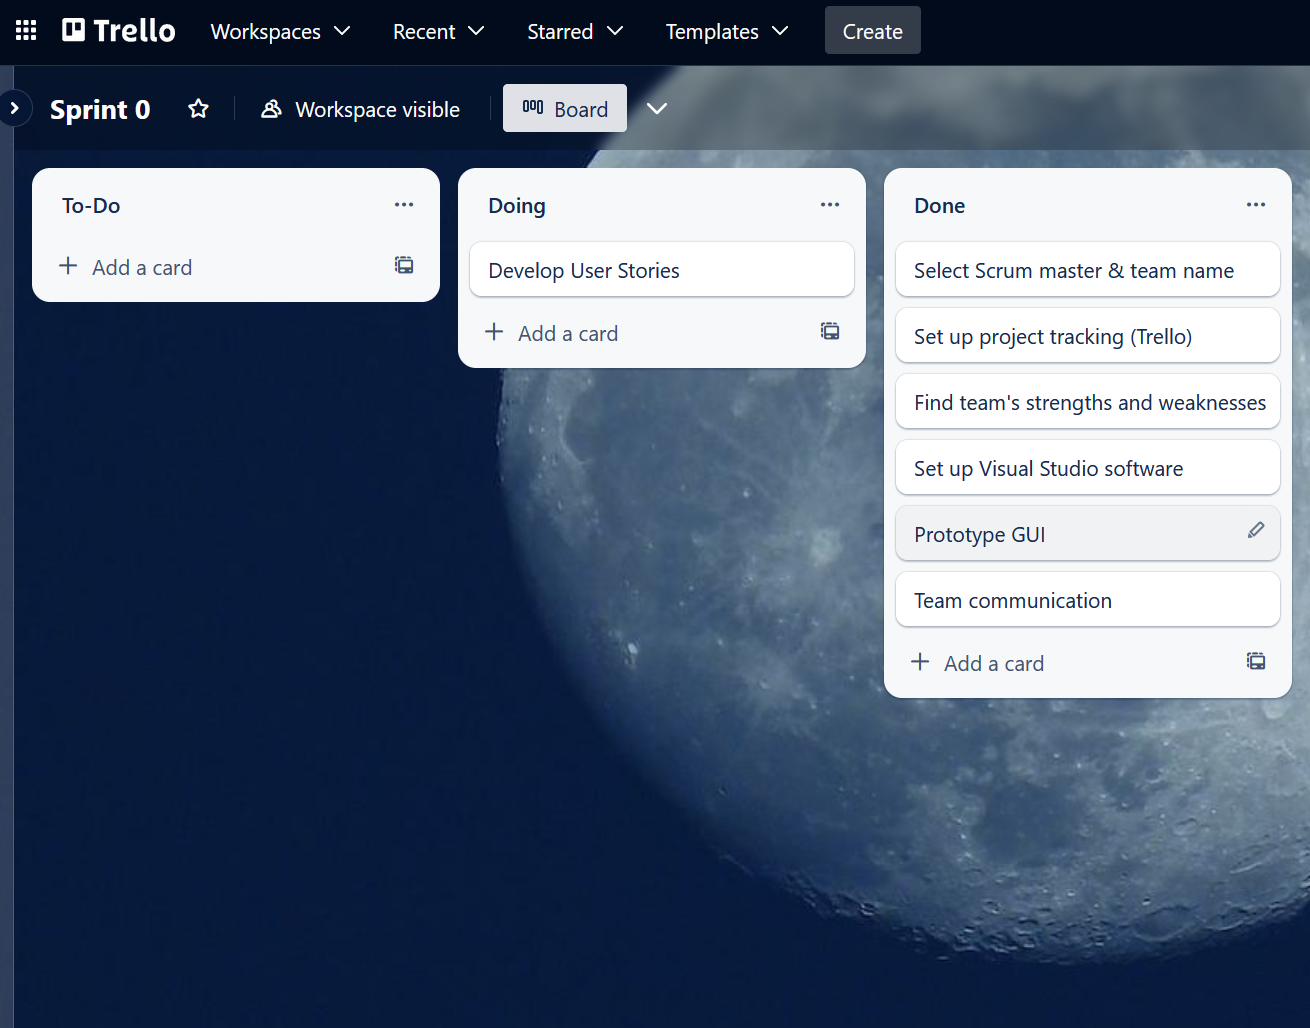 Trello Workspaces Recent Starred Templates Create
Sprint 0 Workspace visible Board
To-Do
Add a card
Doing
Develop User Stories
Add a card
Done
Select Scrum master & team name
Set up project tracking (Trello)
Find team's strengths and weaknesses
Set up Visual Studio software
Prototype GUI
Team communication
Add a card